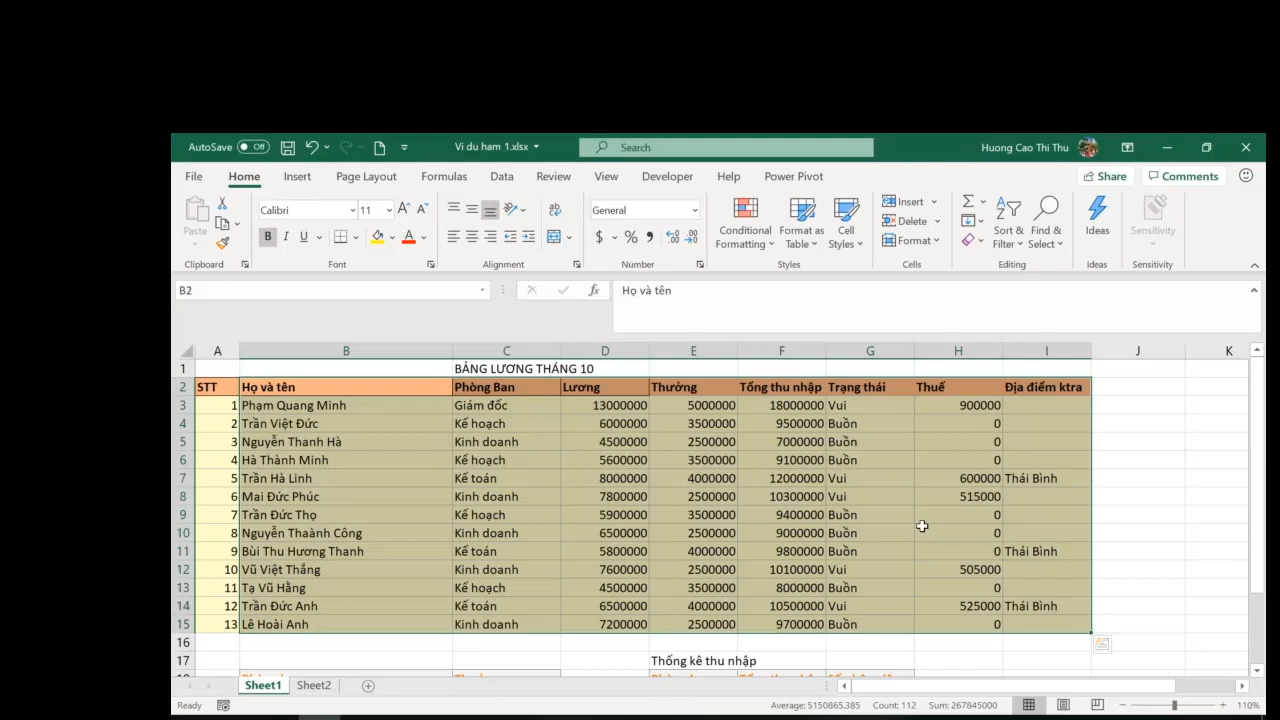 AutoSave Off Vi du ham 1.xlsx Search Huong Cao Thi Thu
File Home Insert Page Layout Formulas Data Review View Developer Help Power Pivot Share Comments
Paste Calibri 11 General Conditional Formatting Format as Table Cell Styles Insert Delete Format Sort & Filter Find & Select Ideas Sensitivity
B I U $ %
Clipboard Font Alignment Number Styles Cells Editing Ideas Sensitivity
B2 fx Họ và tên
A B C D E F G H I J K
1 BẢNG LƯƠNG THÁNG 10
2 STT Họ và tên Phòng Ban Lương Thưởng Tổng thu nhập Trạng thái Thuế Địa điểm ktra
3 1 Phạm Quang Minh Giám đốc 13000000 5000000 18000000 Vui 900000
4 2 Trần Việt Đức Kế hoạch 6000000 3500000 9500000 Buồn 0
5 3 Nguyễn Thanh Hà Kinh doanh 4500000 2500000 7000000 Buồn 0
6 4 Hà Thành Minh Kế hoạch 5600000 3500000 9100000 Buồn 0
7 5 Trần Hà Linh Kế toán 8000000 4000000 12000000 Vui 600000 Thái Bình
8 6 Mai Đức Phúc Kinh doanh 7800000 2500000 10300000 Vui 515000
9 7 Trần Đức Thọ Kế hoạch 5900000 3500000 9400000 Buồn 0
10 8 Nguyễn Thaành Công Kinh doanh 6500000 2500000 9000000 Buồn 0
11 9 Bùi Thu Hương Thanh Kế toán 5800000 4000000 9800000 Buồn 0 Thái Bình
12 10 Vũ Việt Thắng Kinh doanh 7600000 2500000 10100000 Vui 505000
13 11 Tạ Vũ Hằng Kế hoạch 4500000 3500000 8000000 Buồn 0
14 12 Trần Đức Anh Kế toán 6500000 4000000 10500000 Vui 525000 Thái Bình
15 13 Lê Hoài Anh Kinh doanh 7200000 2500000 9700000 Buồn 0
16
17 Thống kê thu nhập
Sheet1 Sheet2
Ready Average: 5150865.385 Count: 112 Sum: 267845000 110%